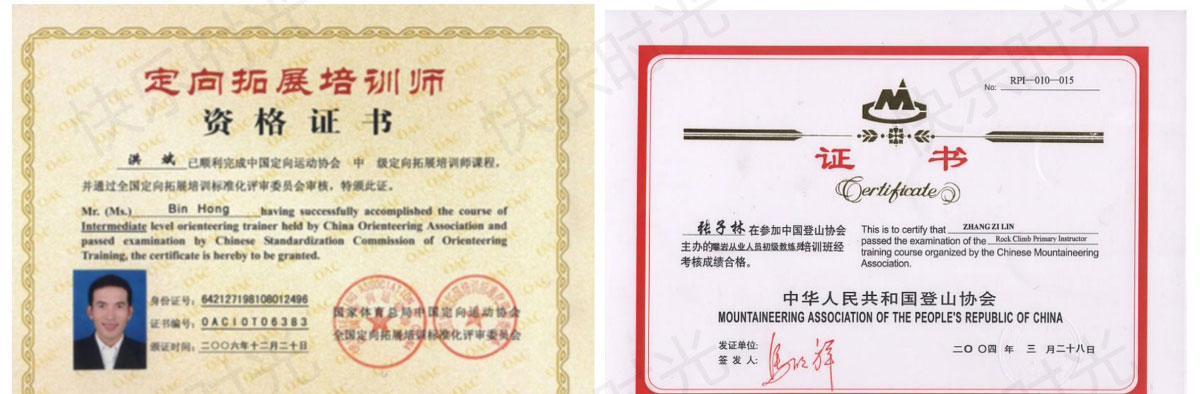 定向拓展培训师
资格证书
洪 斌 已顺利完成中国定向运动协会 中 级定向拓展培训师课程,
并通过全国定向拓展培训标准化评审委员会审核, 特颁此证。
Mr. (Ms.) Bin Hong having successfully accomplished the course of
Intermediate level orienteering trainer held by China Orienteering Association and
passed examination by Chinese Standardization Commission of Orienteering
Training, the certificate is hereby to be granted.
身份证号: 642127198108012496
证书编号: OACIOTO6383
颁证时间: 二〇〇六年十二月二十日
国家体育总局中国定向运动协会
全国定向拓展培训标准化评审委员会
No: RPI—010—015
证 书
Certificate
张子林 在参加中国登山协会
主办的攀岩从业人员初级教练员培训班经
考核成绩合格。
This is to certify that ZHANG ZI LIN
passed the examination of the Rock Climb Primary Instructor
training course organized by the Chinese Mountaineering
Association.
中华人民共和国登山协会
MOUNTAINEERING ASSOCIATION OF THE PEOPLE'S REPUBLIC OF CHINA
发证单位:
签 发 人:
二〇〇四 年 三 月 二十八日
快乐时光